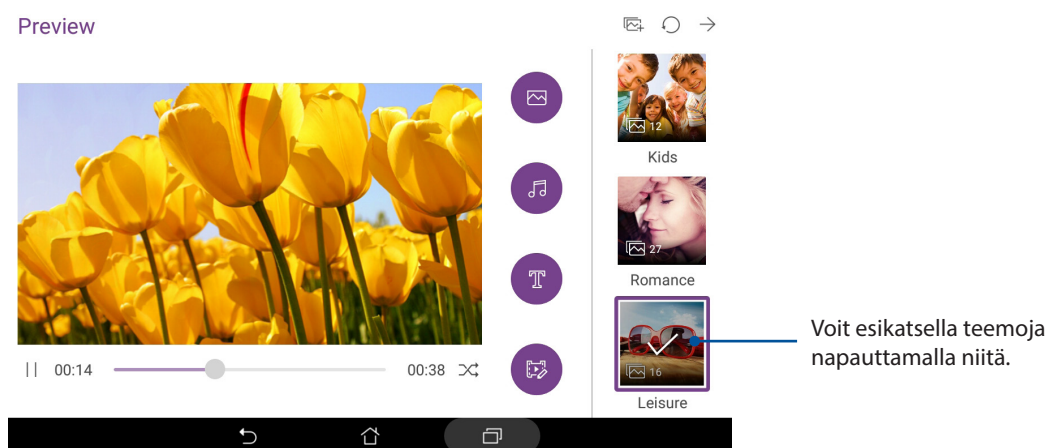 Preview
12
Kids
27
Romance
16
Leisure
00:14
00:38
Voit esikatsella teemoja
napauttamalla niitä.